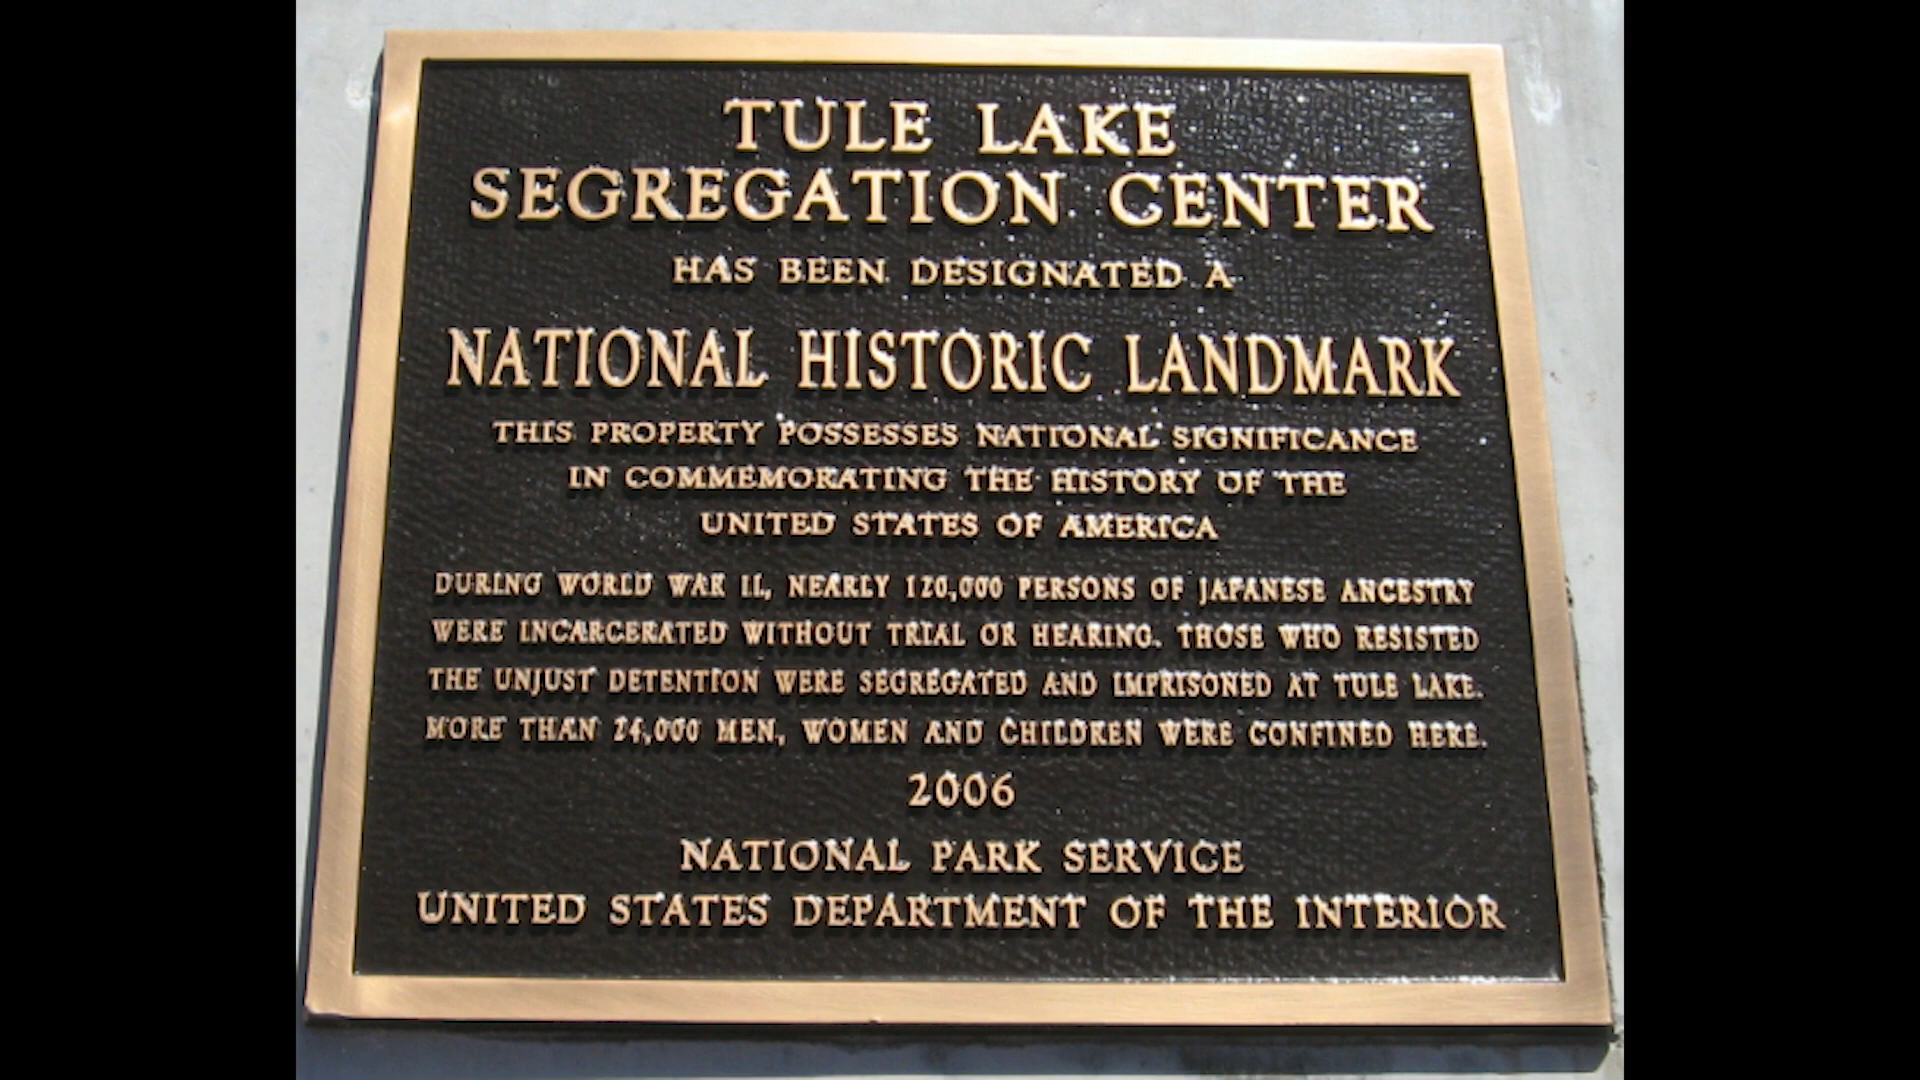 TULE LAKE
SEGREGATION CENTER
HAS BEEN DESIGNATED A
NATIONAL HISTORIC LANDMARK
THIS PROPERTY POSSESSES NATIONAL SIGNIFICANCE
IN COMMEMORATING THE HISTORY OF THE
UNITED STATES OF AMERICA
DURING WORLD WAR II, NEARLY 120,000 PERSONS OF JAPANESE ANCESTRY
WERE INCARCERATED WITHOUT TRIAL OR HEARING. THOSE WHO RESISTED
THE UNJUST DETENTION WERE SEGREGATED AND IMPRISONED AT TULE LAKE.
MORE THAN 24,000 MEN, WOMEN AND CHILDREN WERE CONFINED HERE.
2006
NATIONAL PARK SERVICE
UNITED STATES DEPARTMENT OF THE INTERIOR